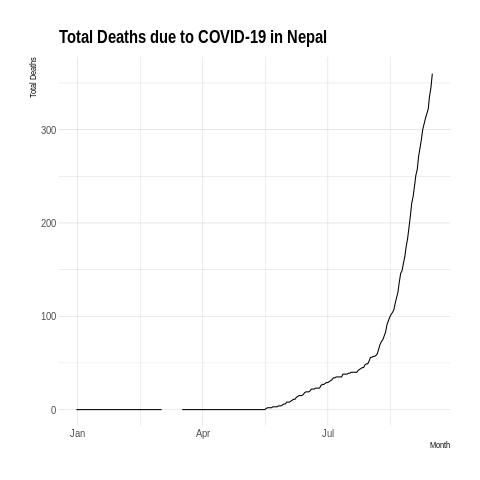 Total Deaths due to COVID-19 in Nepal
Total Deaths
300
200
100
0
Jan
Apr
Jul
Month